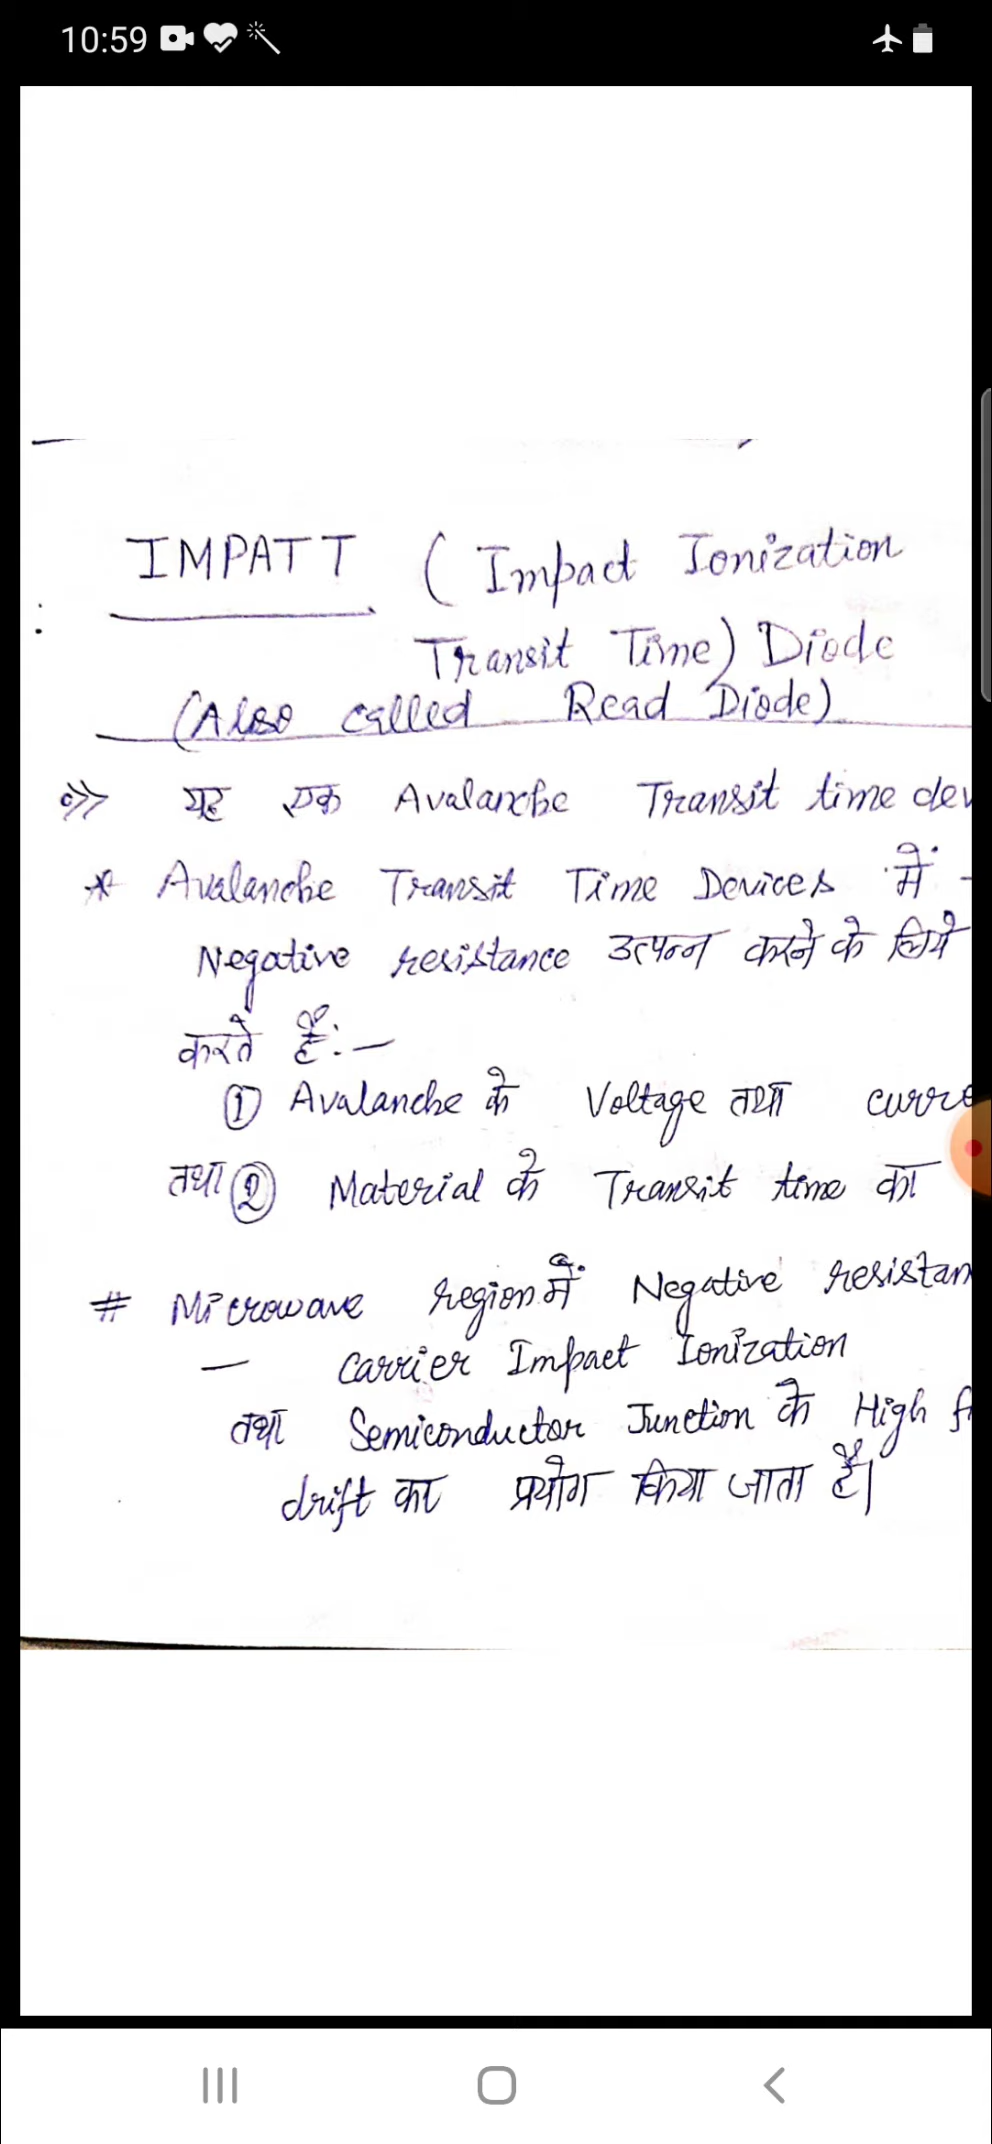 10:59
IMPATT (Impact Ionization
Transit Time) Diode
(Also called Read Diode)
यह एक Avalanche Transit time dev
* Avalanche Transit Time Devices में -
Negative resistance उत्पन्न करने के लिये
करते हैं:-
① Avalanche के Voltage तथा curre
तथा ② Material के Transit time का
# Microwave region में Negative resistan
— Carrier Impact Ionization
तथा Semiconductor Junction के High f
drift का प्रयोग किया जाता है।